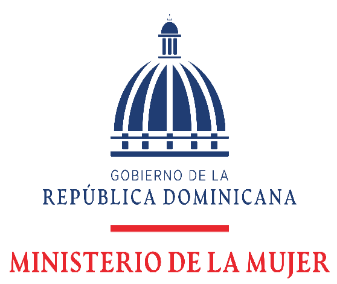 GOBIERNO DE LA
REPÚBLICA DOMINICANA
MINISTERIO DE LA MUJER